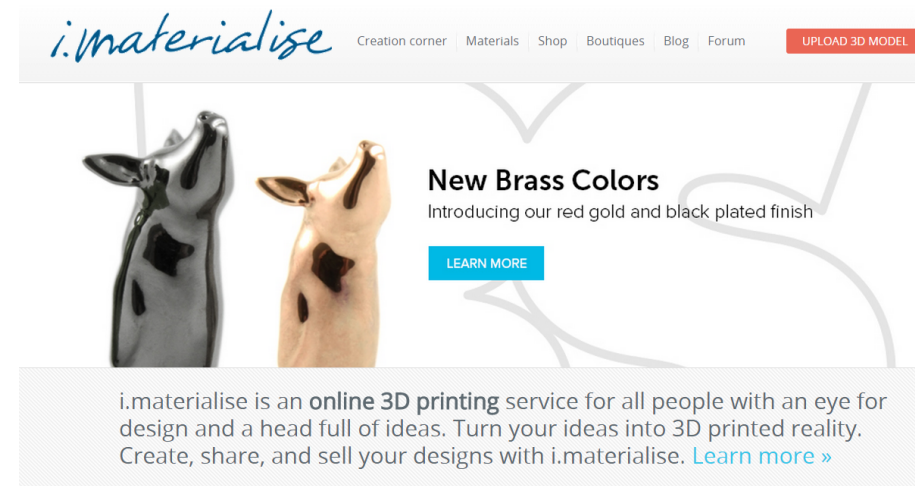 i.materialise
Creation corner Materials Shop Boutiques Blog Forum UPLOAD 3D MODEL
New Brass Colors
Introducing our red gold and black plated finish
LEARN MORE
i.materialise is an online 3D printing service for all people with an eye for
design and a head full of ideas. Turn your ideas into 3D printed reality.
Create, share, and sell your designs with i.materialise. Learn more »